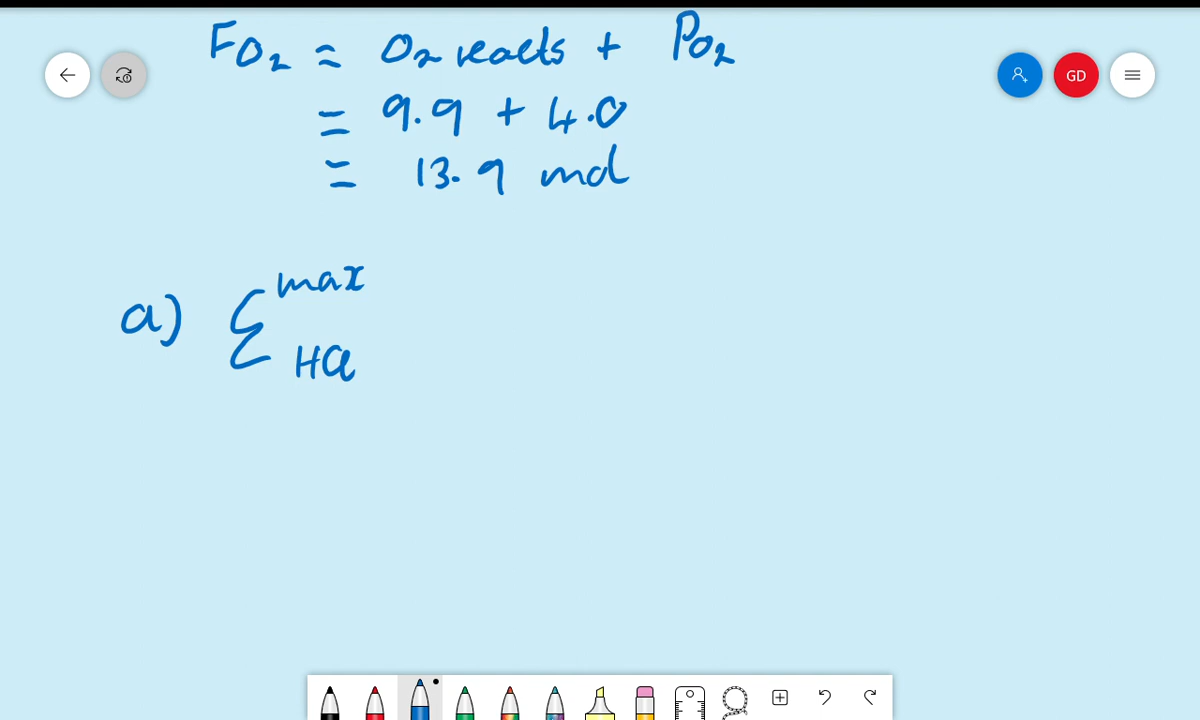 FO2 = O2 reacts + PO2
= 9.9 + 4.0
= 13.9 mol
GD
a) ξ max HCl